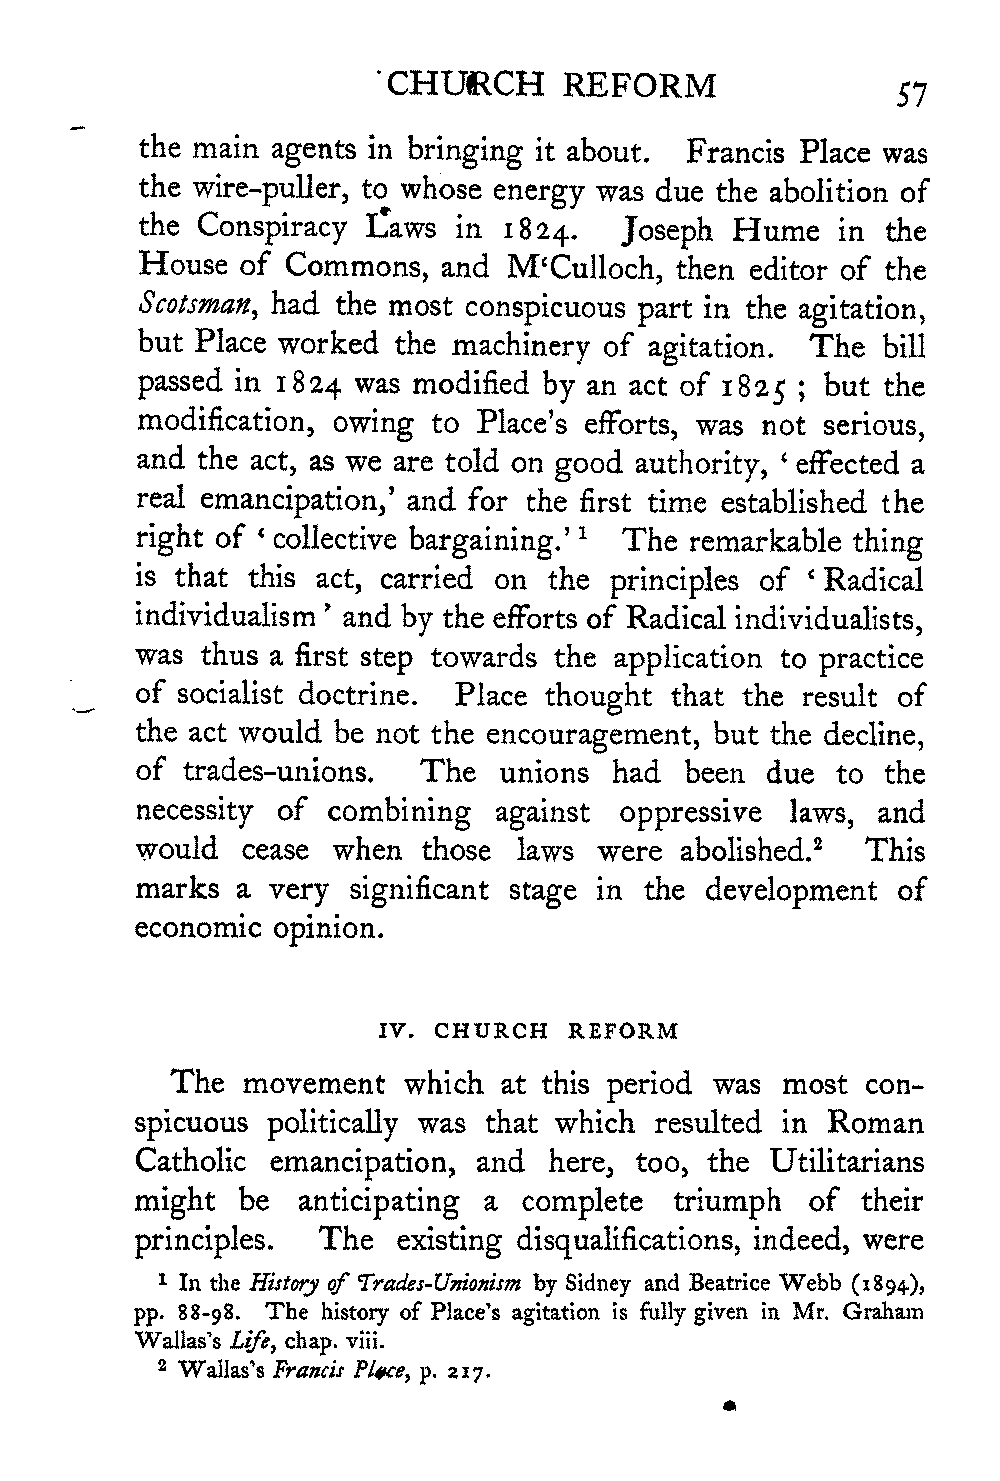 CHURCH REFORM 57
the main agents in bringing it about. Francis Place was
the wire-puller, to whose energy was due the abolition of
the Conspiracy Laws in 1824. Joseph Hume in the
House of Commons, and M‘Culloch, then editor of the
Scotsman, had the most conspicuous part in the agitation,
but Place worked the machinery of agitation. The bill
passed in 1824 was modified by an act of 1825 ; but the
modification, owing to Place's efforts, was not serious,
and the act, as we are told on good authority, ‘ effected a
real emancipation,’ and for the first time established the
right of ‘ collective bargaining.’ ¹ The remarkable thing
is that this act, carried on the principles of ‘ Radical
individualism ’ and by the efforts of Radical individualists,
was thus a first step towards the application to practice
of socialist doctrine. Place thought that the result of
the act would be not the encouragement, but the decline,
of trades-unions. The unions had been due to the
necessity of combining against oppressive laws, and
would cease when those laws were abolished.² This
marks a very significant stage in the development of
economic opinion.
IV. CHURCH REFORM
The movement which at this period was most con-
spicuous politically was that which resulted in Roman
Catholic emancipation, and here, too, the Utilitarians
might be anticipating a complete triumph of their
principles. The existing disqualifications, indeed, were
¹ In the History of Trades-Unionism by Sidney and Beatrice Webb (1894),
pp. 88-98. The history of Place's agitation is fully given in Mr. Graham
Wallas's Life, chap. viii.
² Wallas's Francis Place, p. 217.